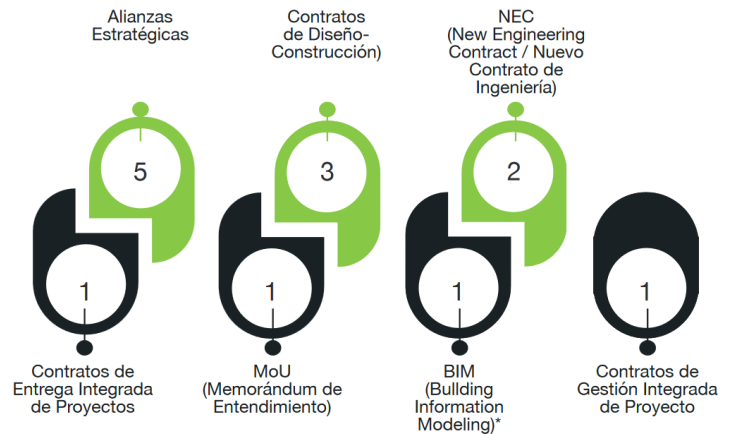 Alianzas
Estratégicas
Contratos
de Diseño-
Construcción)
NEC
(New Engineering
Contract / Nuevo
Contrato de
Ingeniería)
5
3
2
1
1
1
1
Contratos de
Entrega Integrada
de Proyectos
MoU
(Memorándum de
Entendimiento)
BIM
(Bullding
Information
Modeling)*
Contratos de
Gestión Integrada
de Proyecto